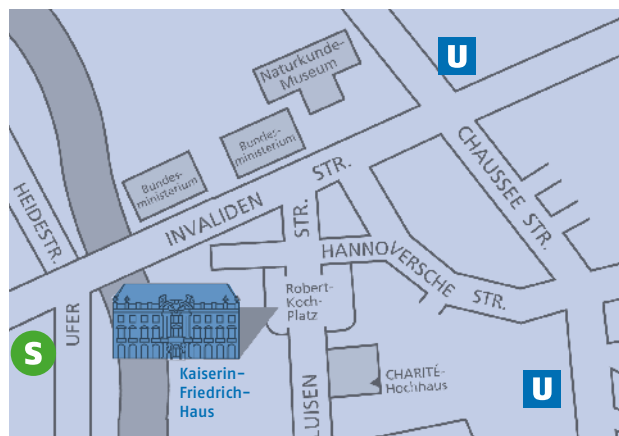 U
Naturkunde-
Museum
Bundes-
ministerium
Bundes-
ministerium
CHAUSSEE STR.
HEIDESTR.
INVALIDEN STR.
STR.
HANNOVERSCHE STR.
Robert-
Koch-
Platz
UFER
S
Kaiserin-
Friedrich-
Haus
LUISEN
CHARITÉ-
Hochhaus
U